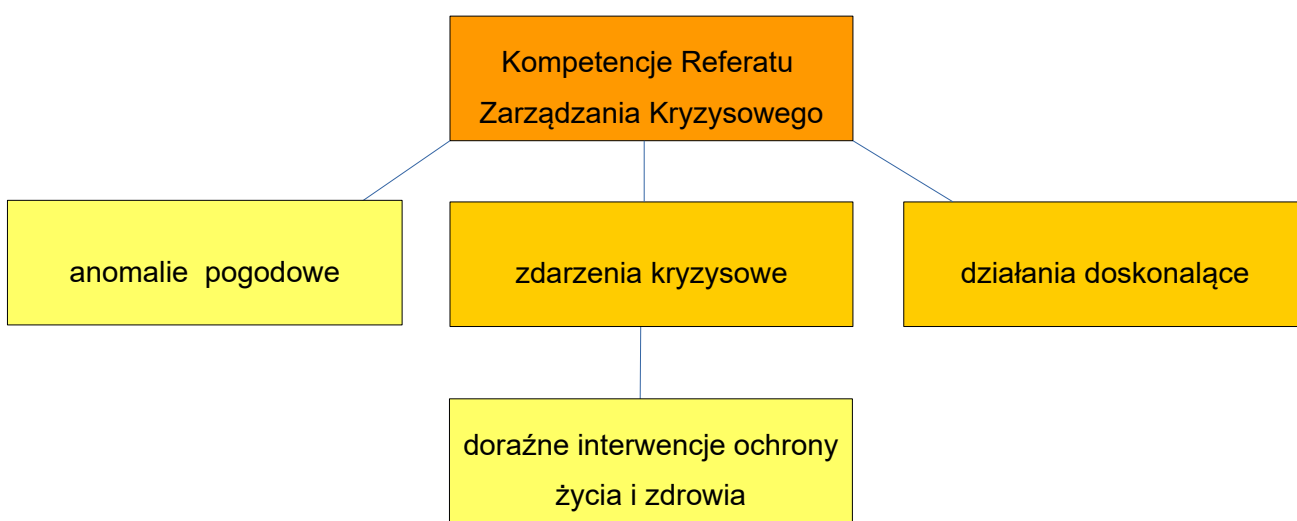 Kompetencje Referatu
Zarządzania Kryzysowego
anomalie  pogodowe
zdarzenia kryzysowe
działania doskonalące
doraźne interwencje ochrony
życia i zdrowia